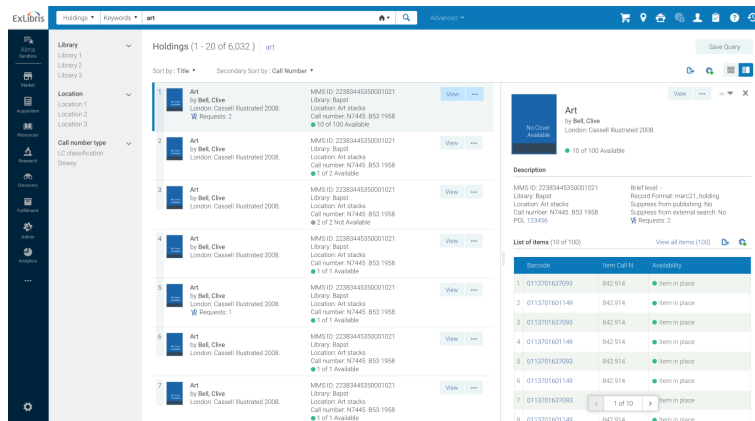 ExLibris
Holdings
Keywords
art
Advanced
Alma
Sandbox
Market
Acquisition
Resources
Research
Discovery
Fulfillment
Admin
Analytics
Library
Library 1
Library 2
Library 3
Location
Location 1
Location 2
Location 3
Call number type
LC classification
Dewey
Holdings (1 - 20 of 6,032 ) art
Save Query
Sort by : Title Secondary Sort by : Call Number
1
Art
by Bell, Clive
London: Cassell Illustrated 2008.
Requests: 2
MMS ID: 22383445350001021
Library: Bapst
Location: Art stacks
Call number: N7445 .B53 1958
10 of 100 Available
View
2
Art
by Bell, Clive
London: Cassell Illustrated 2008.
MMS ID: 22383445350001021
Library: Bapst
Location: Art stacks
Call number: N7445 .B53 1958
1 of 2 Available
View
3
Art
by Bell, Clive
London: Cassell Illustrated 2008.
MMS ID: 22383445350001021
Library: Bapst
Location: Art stacks
Call number: N7445 .B53 1958
2 of 2 Not Available
View
4
Art
by Bell, Clive
London: Cassell Illustrated 2008.
MMS ID: 22383445350001021
Library: Bapst
Location: Art stacks
Call number: N7445 .B53 1958
1 of 1 Available
View
5
Art
by Bell, Clive
London: Cassell Illustrated 2008.
Requests: 1
MMS ID: 22383445350001021
Library: Bapst
Location: Art stacks
Call number: N7445 .B53 1958
1 of 1 Available
View
6
Art
by Bell, Clive
London: Cassell Illustrated 2008.
MMS ID: 22383445350001021
Library: Bapst
Location: Art stacks
Call number: N7445 .B53 1958
1 of 1 Available
View
7
Art
by Bell, Clive
London: Cassell Illustrated 2008.
MMS ID: 22383445350001021
Library: Bapst
Location: Art stacks
Call number: N7445 .B53 1958
1 of 1 Available
View
View
No Cover
Available
Art
by Bell, Clive
London: Cassell Illustrated 2008.
10 of 100 Available
Description
MMS ID: 22383445350001021
Library: Bapst
Location: Art stacks
Call number: N7445 .B53 1958
POL 123456
Brief level: -
Record Format: marc21_holding
Suppress from publishing: No
Suppress from external search: No
Requests: 2
List of items (10 of 100)
View all items (100)
Barcode Item Call N Availability
1 0113701637093 842.914 Item in place
2 0113701601149 842.914 Item in place
3 0113701637093 842.914 Item in place
4 0113701601149 842.914 Item in place
5 0113701637093 842.914 Item in place
6 0113701601149 842.914 Item in place
7 0113701637093 Item in place
1 of 10
8 0113701601149 842.914 Item in place